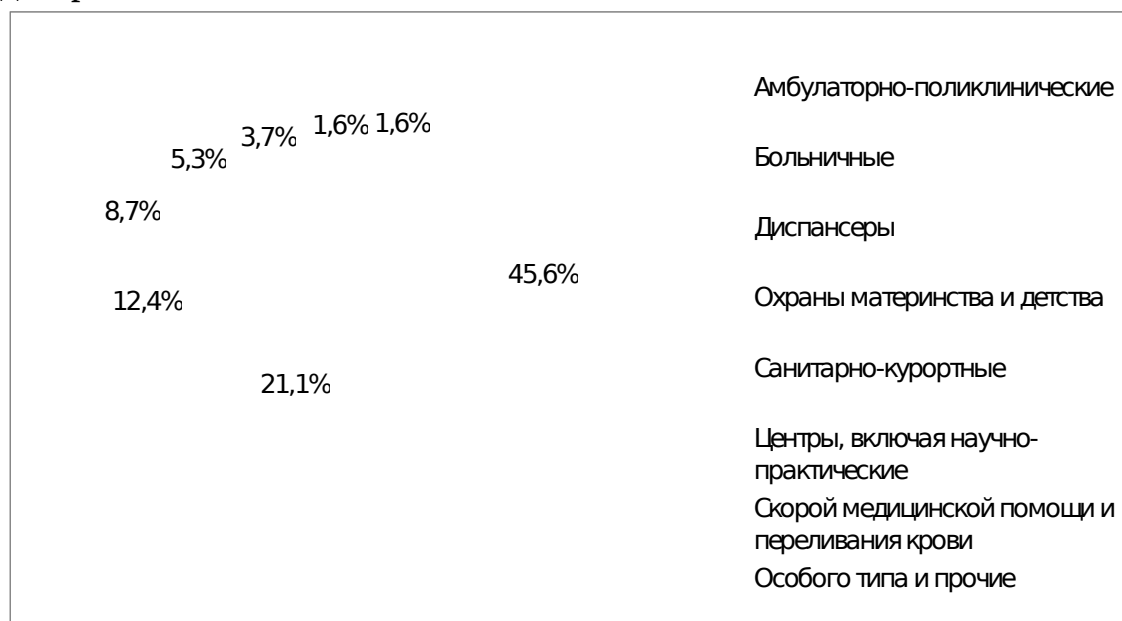 3,7% 1,6% 1,6%
5,3%
8,7%
45,6%
12,4%
21,1%
Амбулаторно-поликлинические
Больничные
Диспансеры
Охраны материнства и детства
Санитарно-курортные
Центры, включая научно-
практические
Скорой медицинской помощи и
переливания крови
Особого типа и прочие